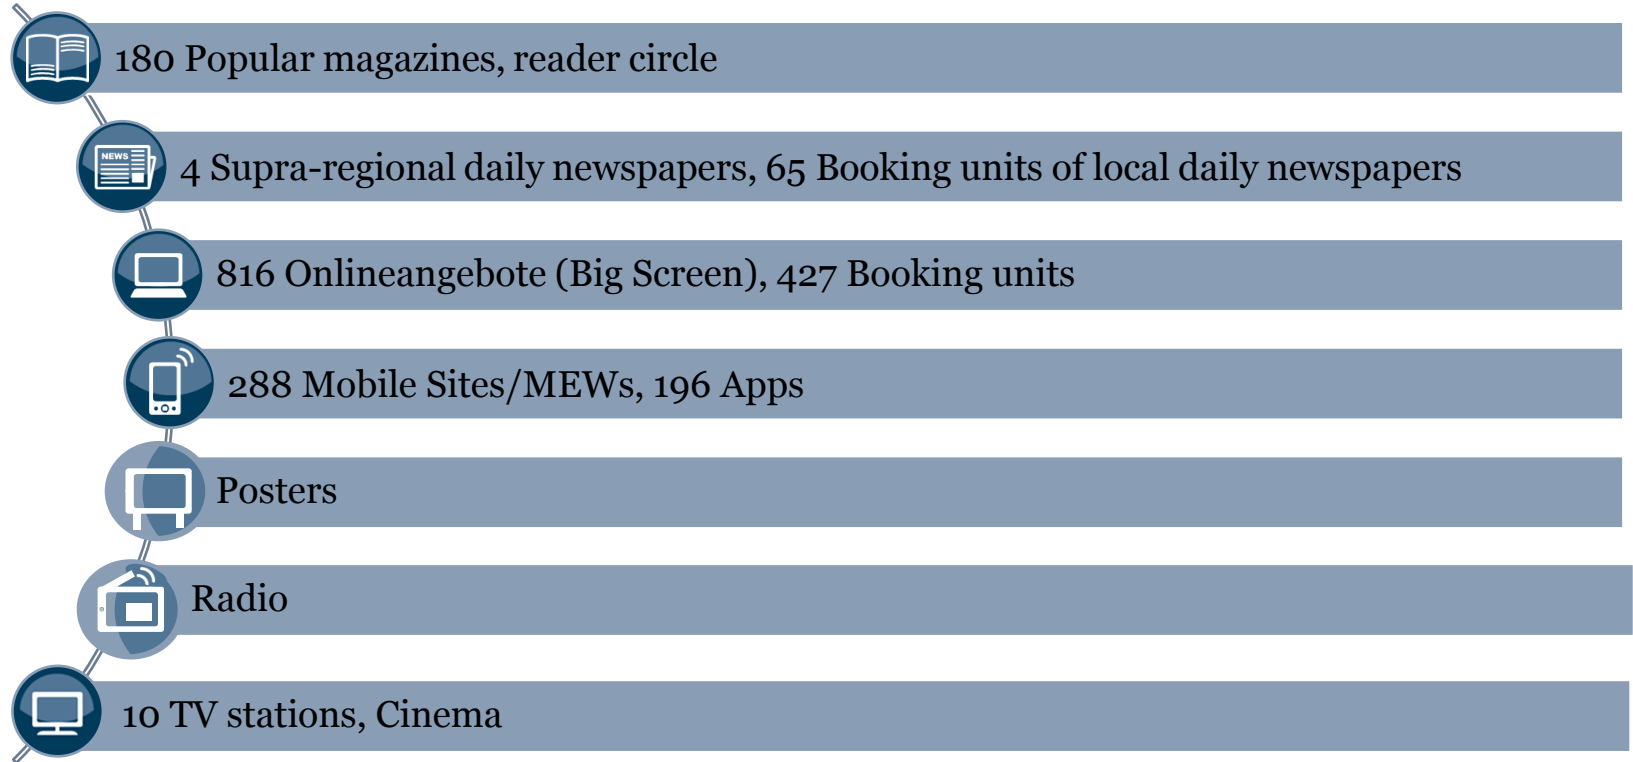 180 Popular magazines, reader circle
NEWS
4 Supra-regional daily newspapers, 65 Booking units of local daily newspapers
816 Onlineangebote (Big Screen), 427 Booking units
288 Mobile Sites/MEWs, 196 Apps
Posters
Radio
10 TV stations, Cinema